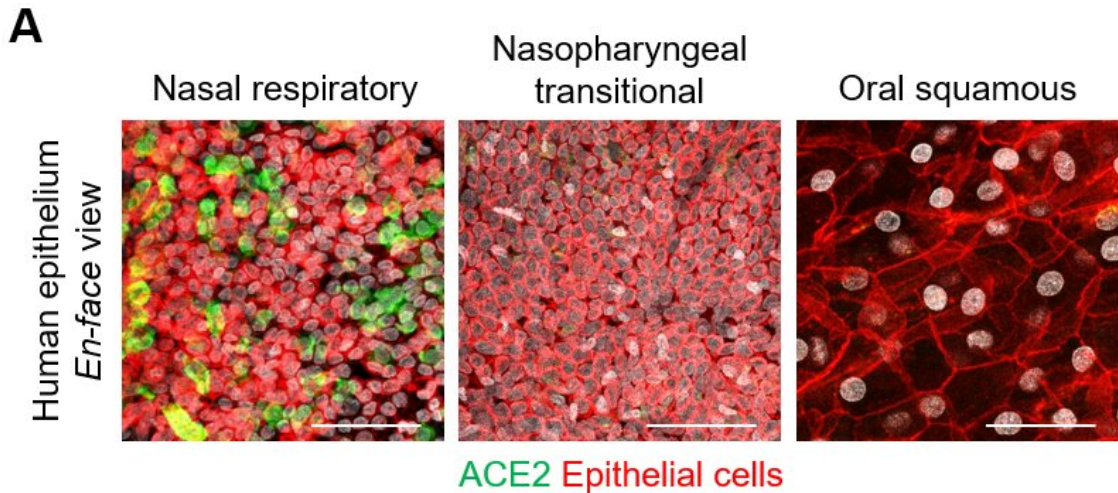 A
Nasal respiratory
Nasopharyngeal
transitional
Oral squamous
Human epithelium
En-face view
ACE2 Epithelial cells